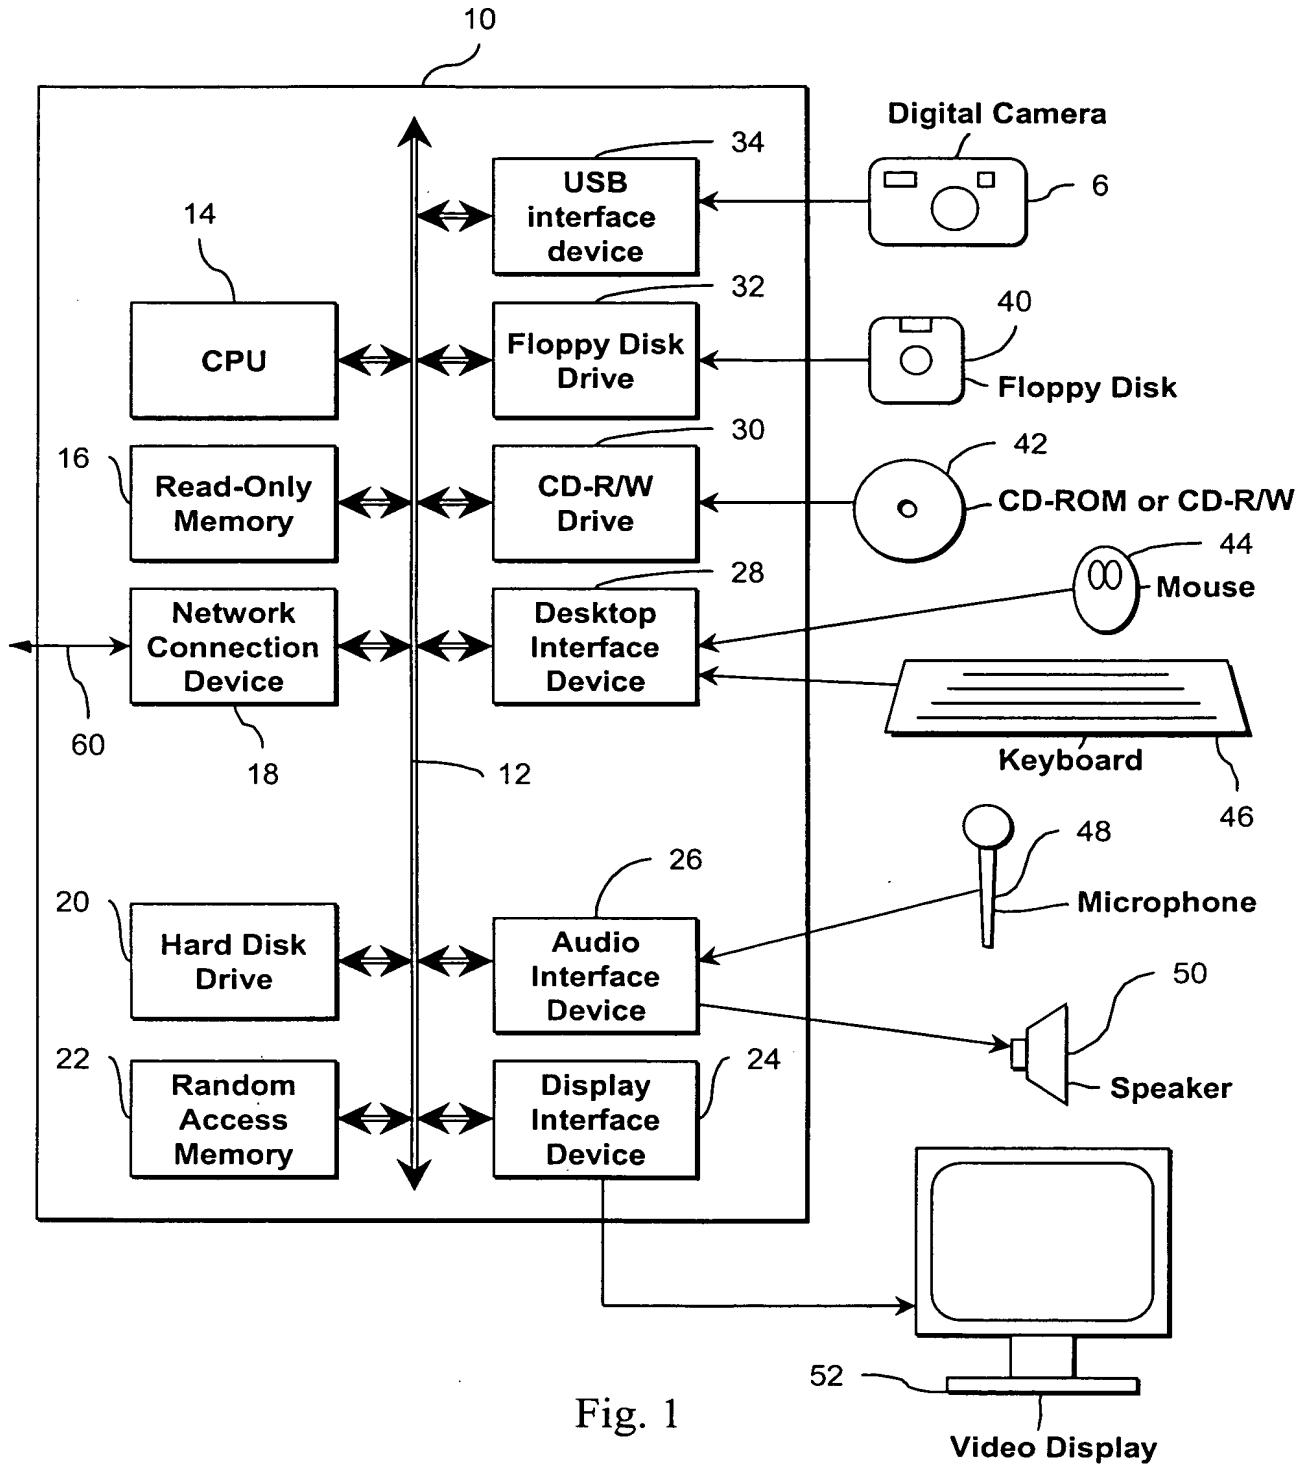 10
Digital Camera
34
USB
interface
device
6
14
32
40
CPU
Floppy Disk
Drive
Floppy Disk
30
42
16
Read-Only
Memory
CD-R/W
Drive
CD-ROM or CD-R/W
44
28
Mouse
Network
Connection
Device
Desktop
Interface
Device
60
18
12
Keyboard
46
48
26
20
Microphone
Hard Disk
Drive
Audio
Interface
Device
50
22
24
Random
Access
Memory
Display
Interface
Device
Speaker
52
Fig. 1
Video Display